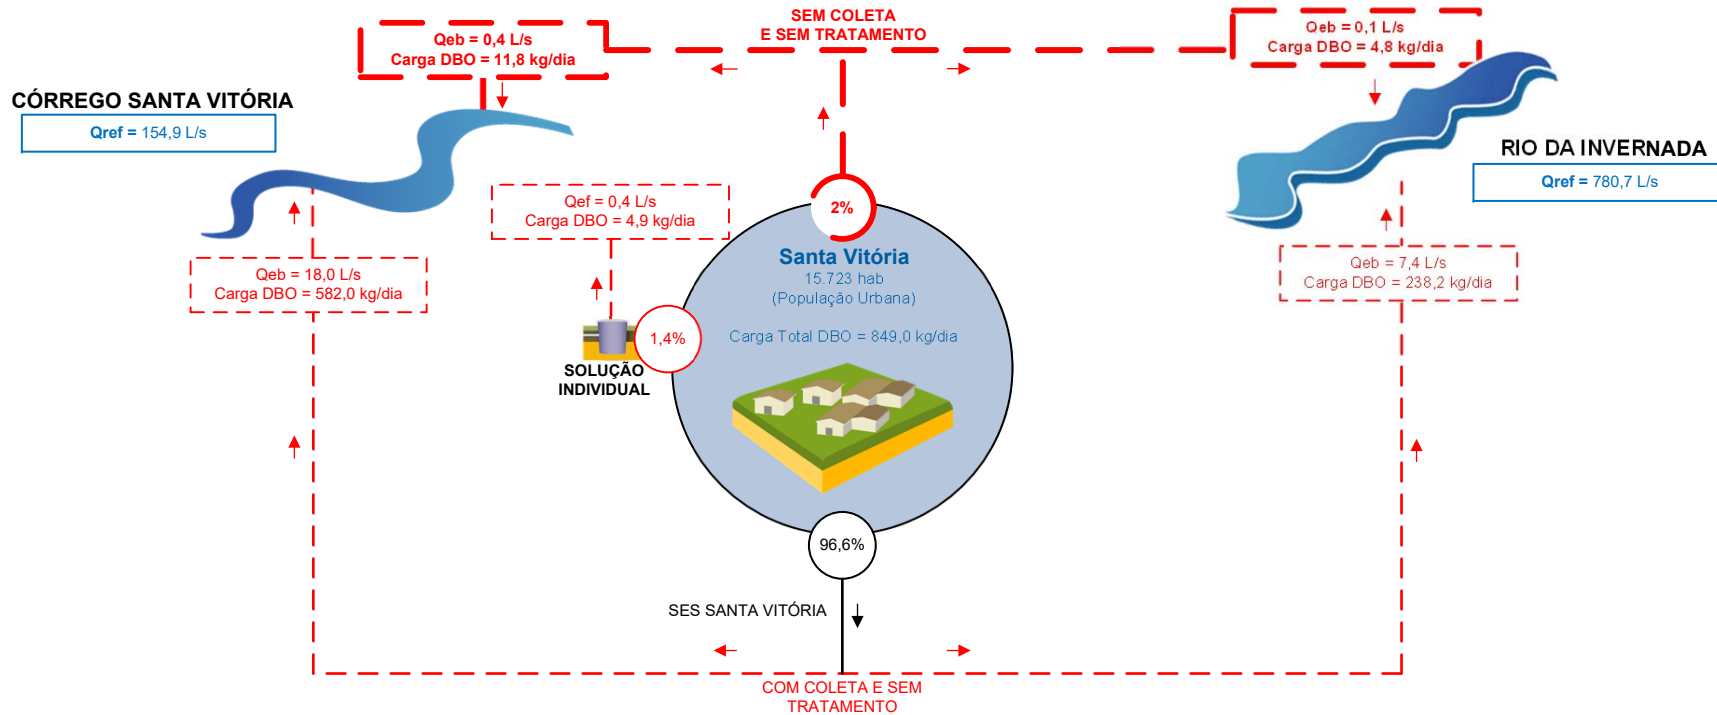 SEM COLETA
E SEM TRATAMENTO
Qeb = 0,4 L/s
Carga DBO = 11,8 kg/dia
Qeb = 0,1 L/s
Carga DBO = 4,8 kg/dia
CÓRREGO SANTA VITÓRIA
Qref = 154,9 L/s
RIO DA INVERNADA
Qref = 780,7 L/s
Qef = 0,4 L/s
Carga DBO = 4,9 kg/dia
2%
Santa Vitória
15.723 hab
(População Urbana)
Carga Total DBO = 849,0 kg/dia
Qeb = 18,0 L/s
Carga DBO = 582,0 kg/dia
Qeb = 7,4 L/s
Carga DBO = 238,2 kg/dia
1,4%
SOLUÇÃO
INDIVIDUAL
96,6%
SES SANTA VITÓRIA
COM COLETA E SEM
TRATAMENTO